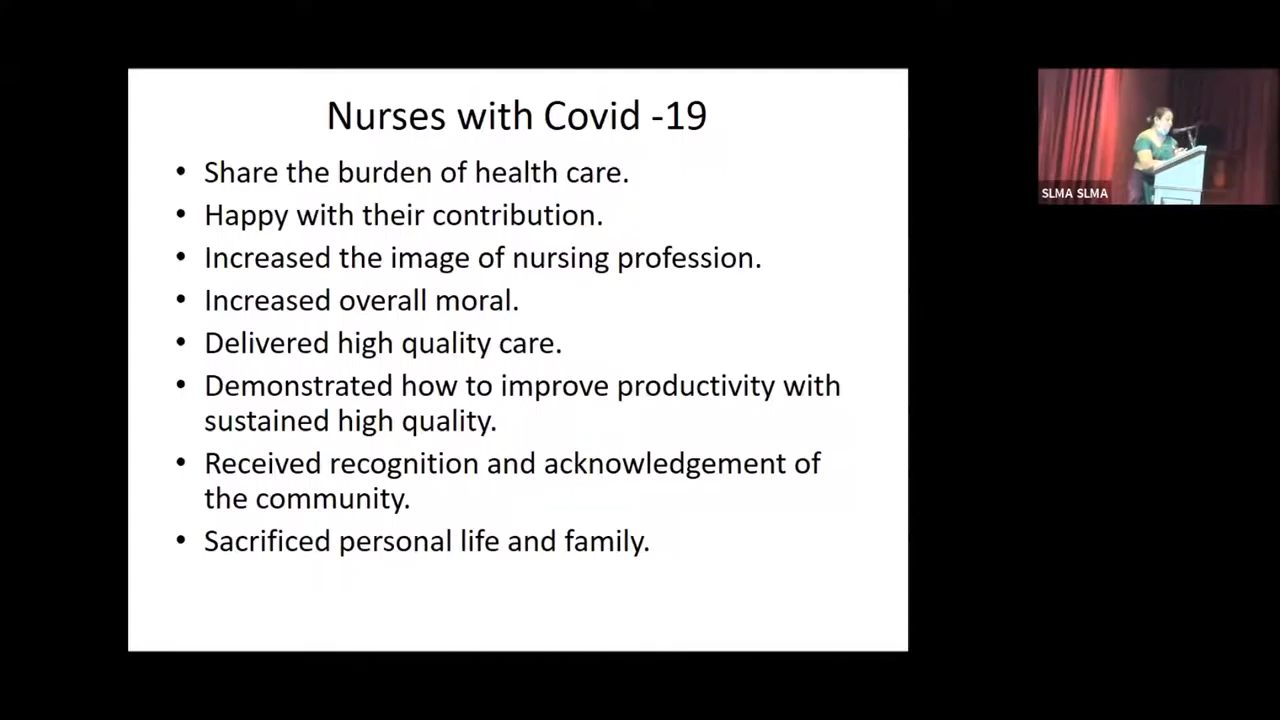 Nurses with Covid -19
• Share the burden of health care.
• Happy with their contribution.
• Increased the image of nursing profession.
• Increased overall moral.
• Delivered high quality care.
• Demonstrated how to improve productivity with
sustained high quality.
• Received recognition and acknowledgement of
the community.
• Sacrificed personal life and family.
SLMA SLMA